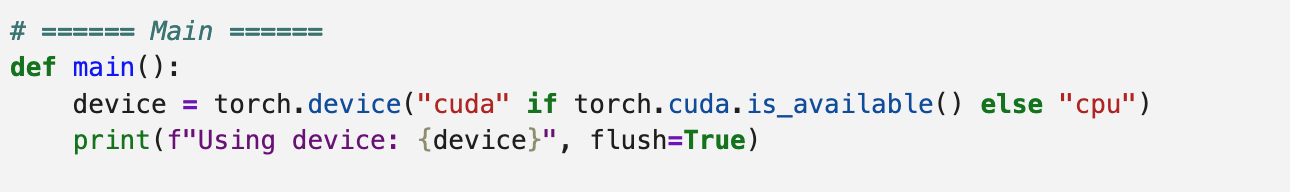 # ====== Main ======
def main():
    device = torch.device("cuda" if torch.cuda.is_available() else "cpu")
    print(f"Using device: {device}", flush=True)